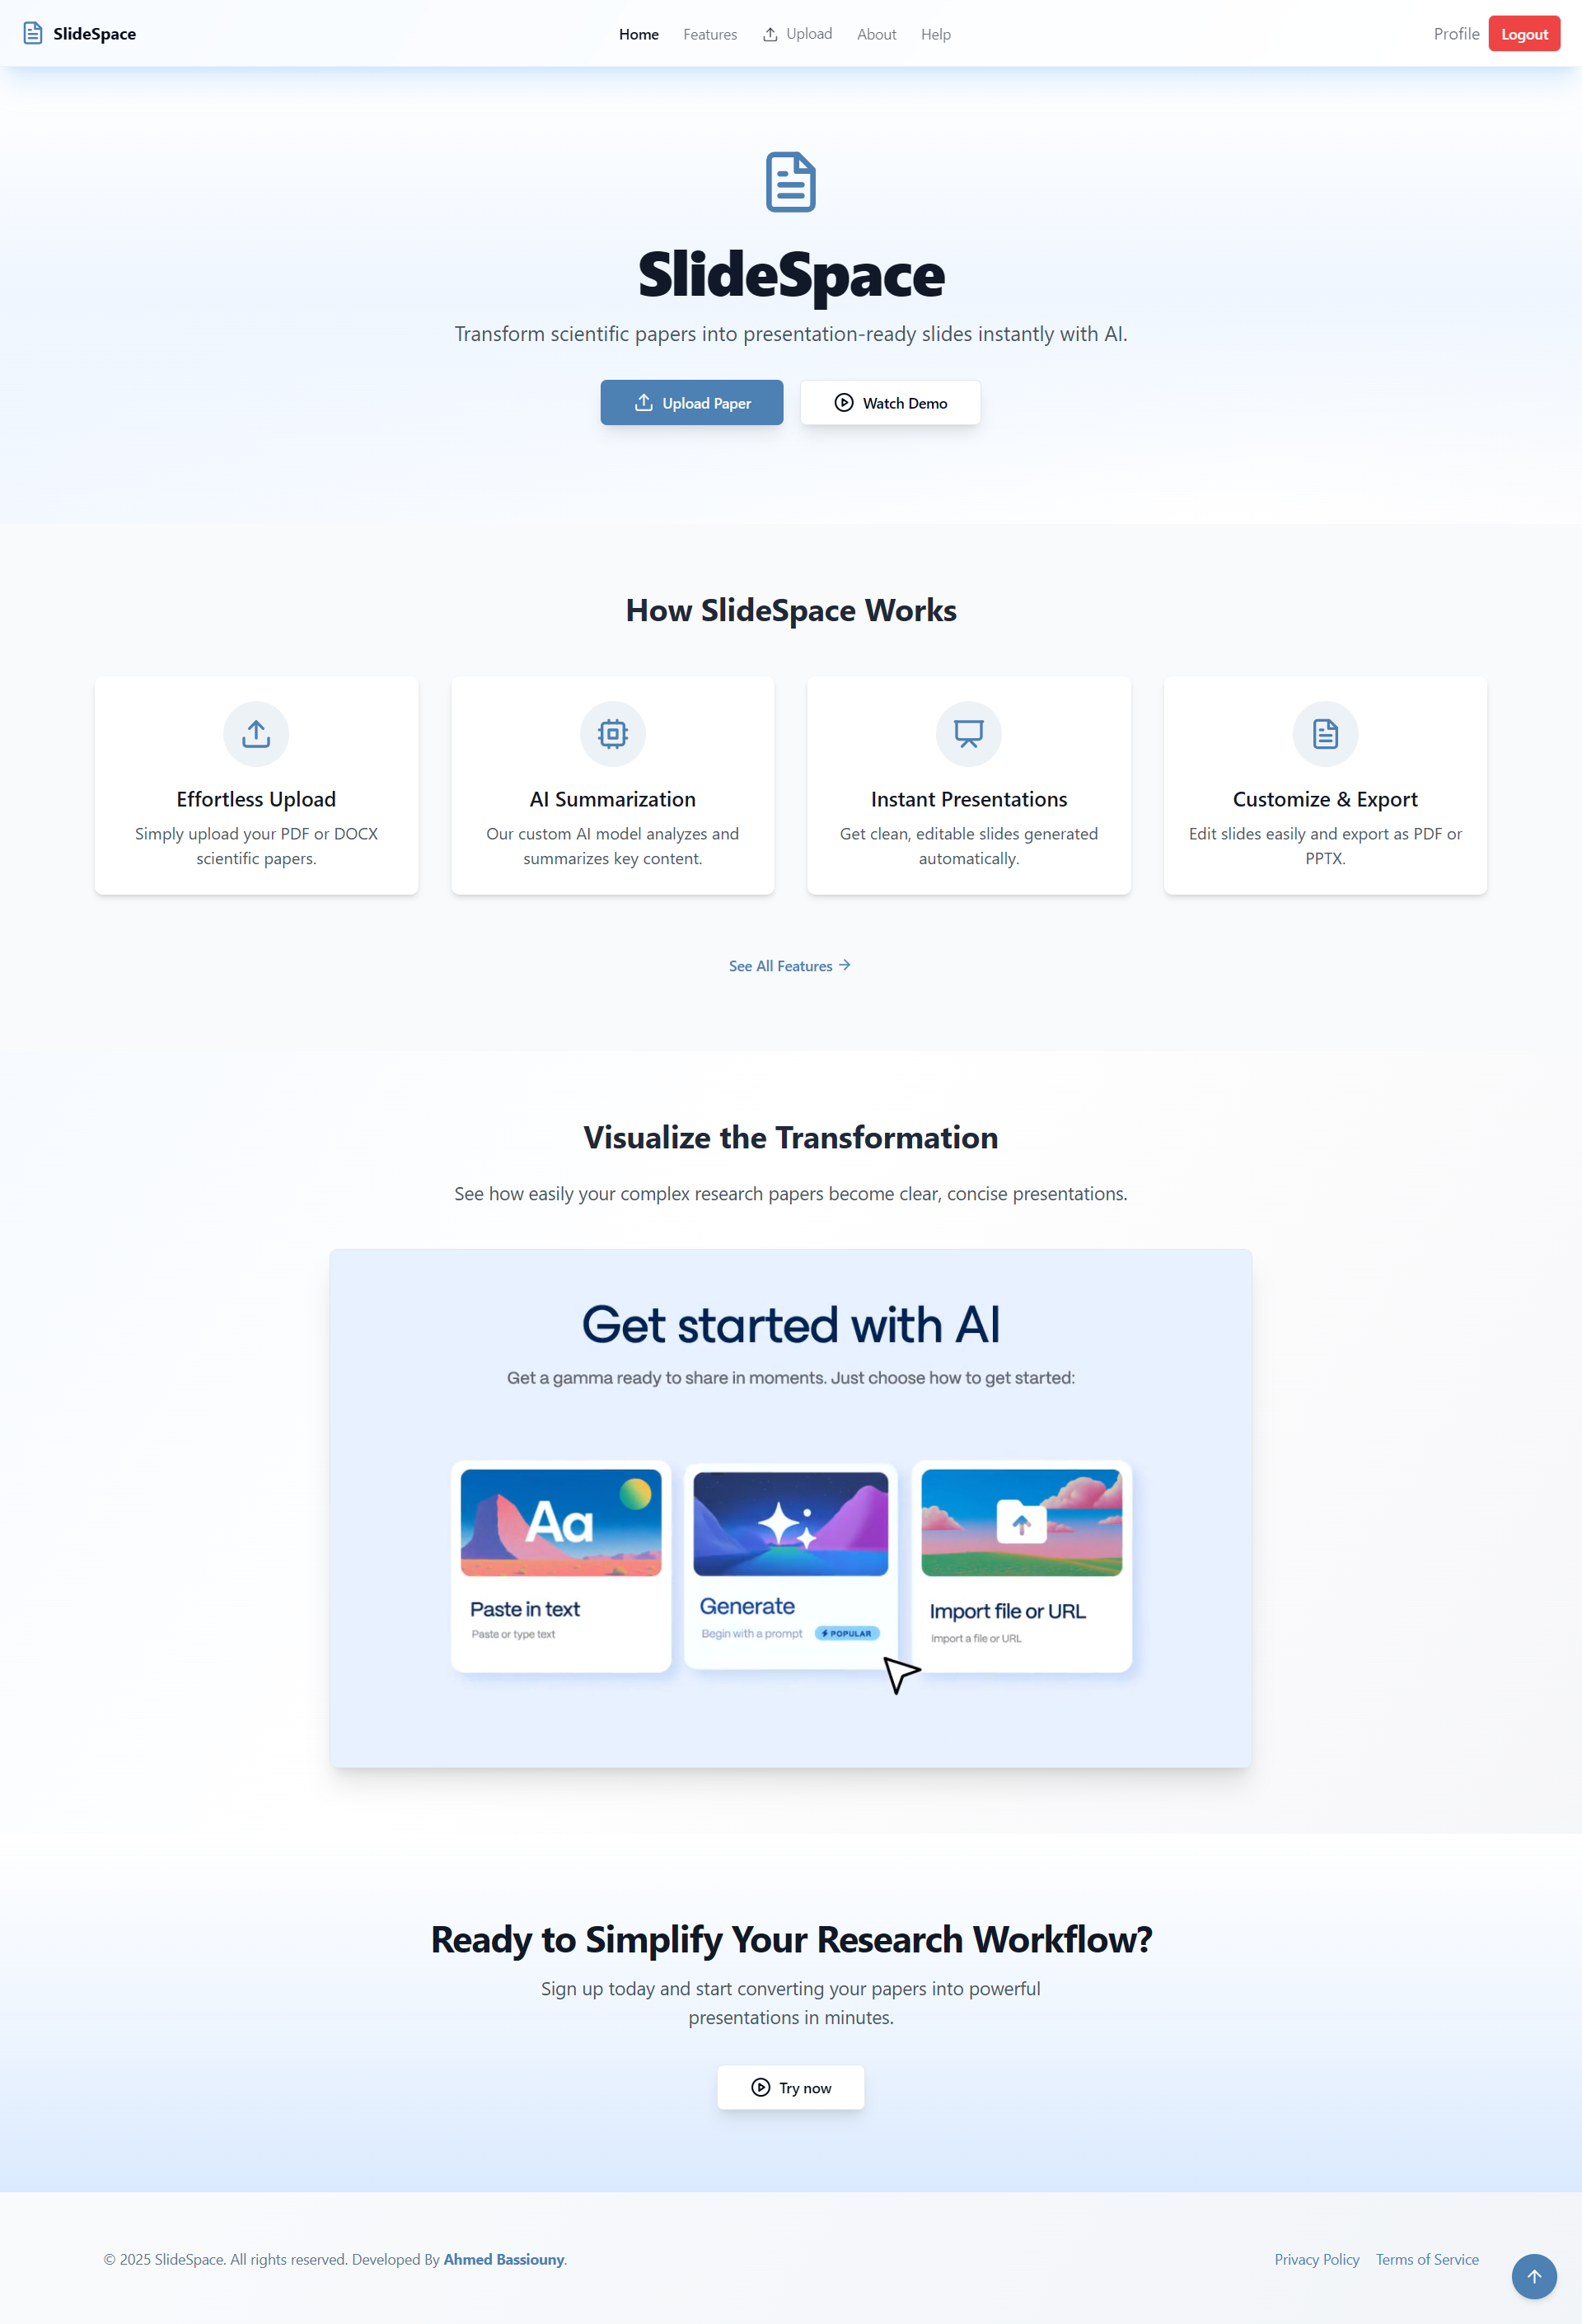 SlideSpace
Home Features Upload About Help
Profile Logout
SlideSpace
Transform scientific papers into presentation-ready slides instantly with AI.
Upload Paper Watch Demo
How SlideSpace Works
Effortless Upload
Simply upload your PDF or DOCX
scientific papers.
AI Summarization
Our custom AI model analyzes and
summarizes key content.
Instant Presentations
Get clean, editable slides generated
automatically.
Customize & Export
Edit slides easily and export as PDF or
PPTX.
See All Features
Visualize the Transformation
See how easily your complex research papers become clear, concise presentations.
Get started with AI
Get a gamma ready to share in moments. Just choose how to get started:
Aa
Paste in text
Paste or type text
Generate
Begin with a prompt POPULAR
Import file or URL
Import a file or URL
Ready to Simplify Your Research Workflow?
Sign up today and start converting your papers into powerful
presentations in minutes.
Try now
© 2025 SlideSpace. All rights reserved. Developed By Ahmed Bassiouny.
Privacy Policy Terms of Service